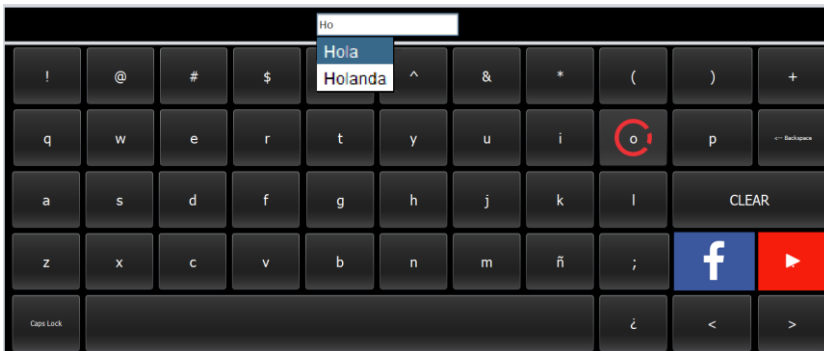 Ho
Hola
Holanda
! @ # $ ^ & * ( ) +
q w e r t y u i o p <-- Backspace
a s d f g h j k l CLEAR
z x c v b n m ñ ; f
Caps Lock ¿ < >